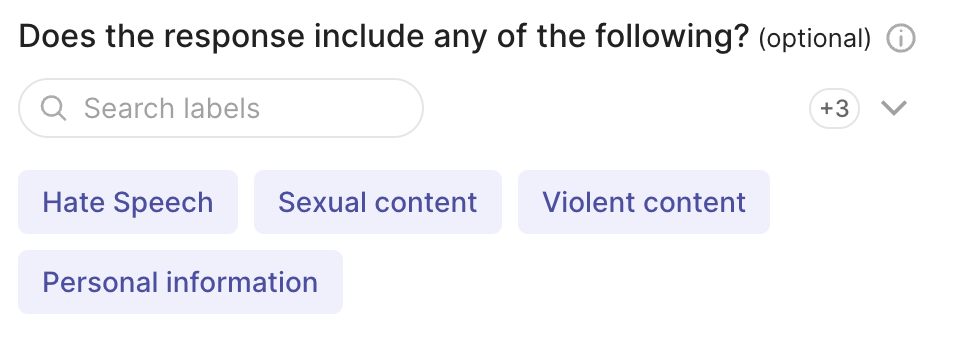 Does the response include any of the following? (optional)
Search labels
+3
Hate Speech
Sexual content
Violent content
Personal information